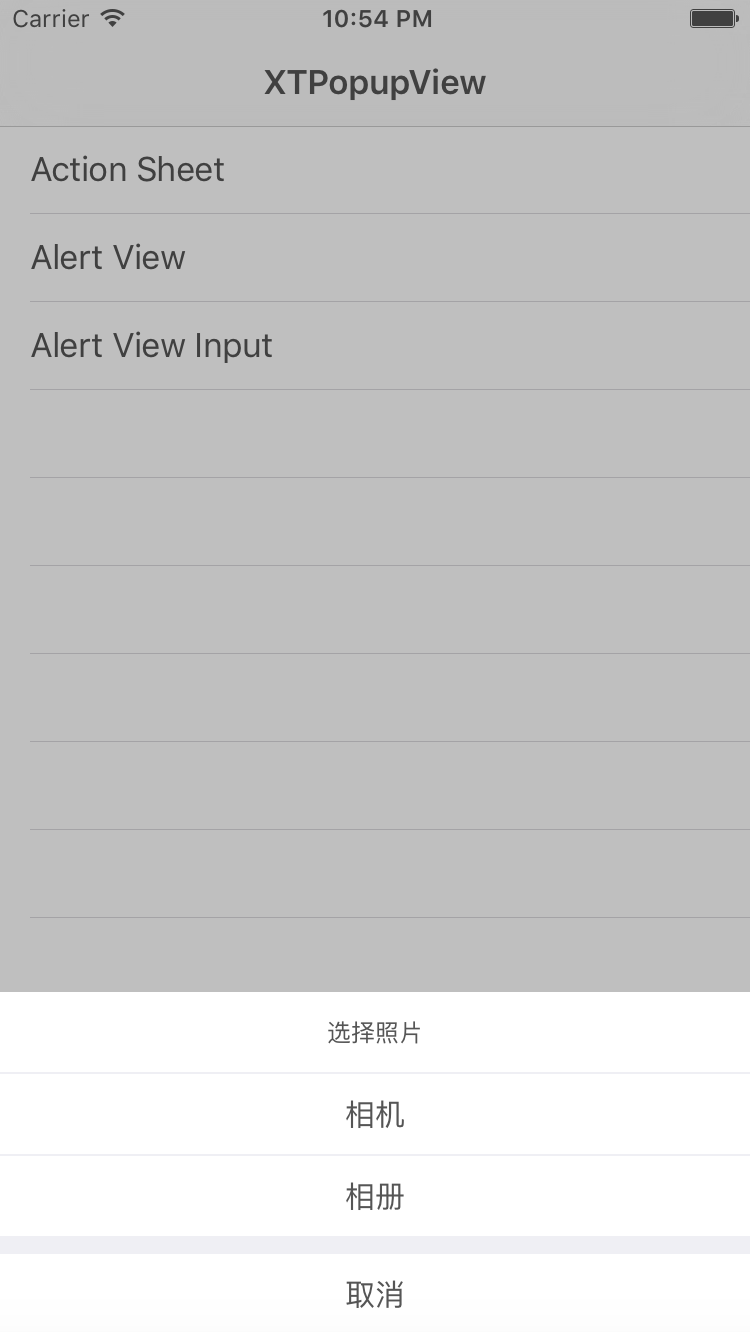 Carrier 10:54 PM
XTPopupView
Action Sheet
Alert View
Alert View Input
选择照片
相机
相册
取消